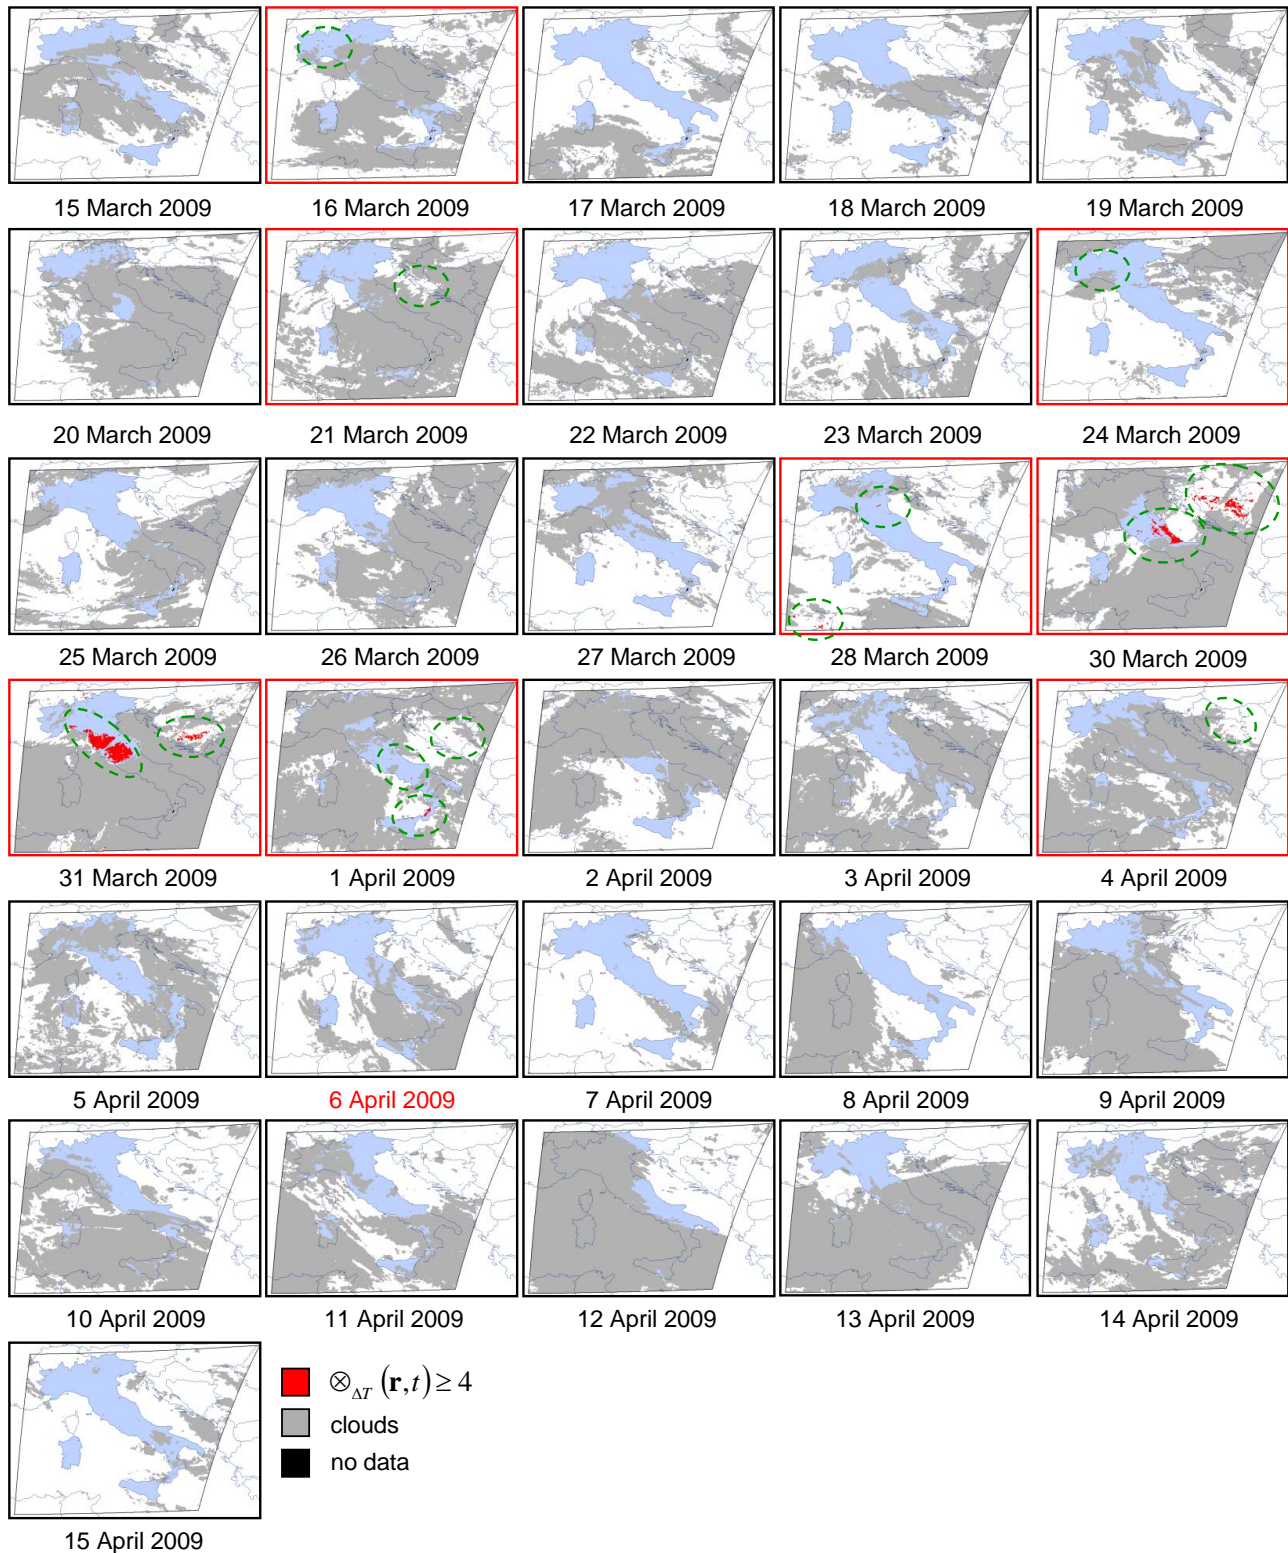 15 March 2009
16 March 2009
17 March 2009
18 March 2009
19 March 2009
20 March 2009
21 March 2009
22 March 2009
23 March 2009
24 March 2009
25 March 2009
26 March 2009
27 March 2009
28 March 2009
30 March 2009
31 March 2009
1 April 2009
2 April 2009
3 April 2009
4 April 2009
5 April 2009
6 April 2009
7 April 2009
8 April 2009
9 April 2009
10 April 2009
11 April 2009
12 April 2009
13 April 2009
14 April 2009
⊗ΔT (r,t) ≥ 4
clouds
no data
15 April 2009